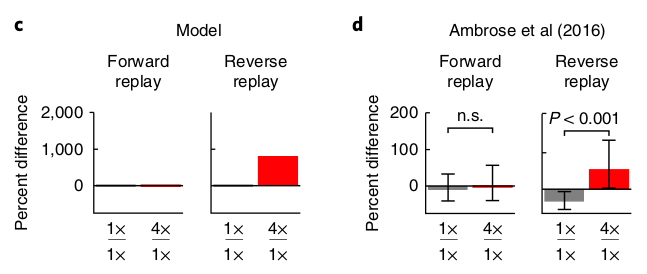 c
Model
Forward
replay
Reverse
replay
Percent difference
2,000
1,000
0
1×
1×
4×
1×
1×
1×
4×
1×
d
Ambrose et al (2016)
Forward
replay
Reverse
replay
Percent difference
200
100
0
n.s.
P < 0.001
1×
1×
4×
1×
1×
1×
4×
1×